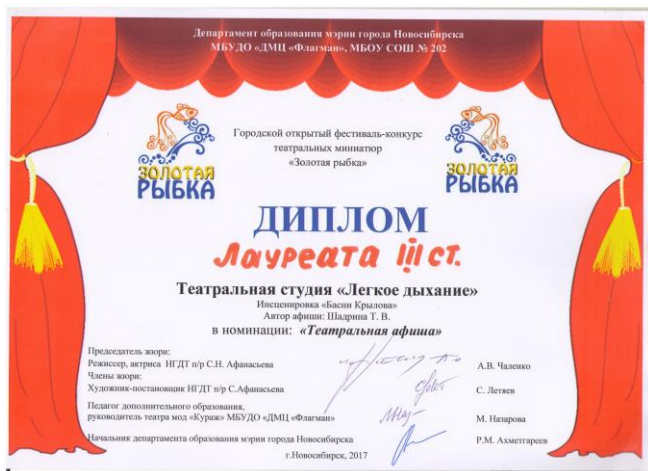 Департамент образования мэрии города Новосибирска
МБУДО «ДМЦ «Флагман», МБОУ СОШ № 202
ЗОЛОТАЯ
РЫБКА
Городской открытый фестиваль-конкурс
театральных миниатюр
«Золотая рыбка»
ЗОЛОТАЯ
РЫБКА
ДИПЛОМ
Лауреата III ст.
Театральная студия «Легкое дыхание»
Инсценировка «Басни Крылова»
Автор афиши: Шадрина Т. В.
в номинации: «Театральная афиша»
Председатель жюри:
Режиссер, актриса НГДТ п/р С.Н. Афанасьева А.В. Чаленко
Члены жюри:
Художник-постановщик НГДТ п/р С.Афанасьева С. Летяев
Педагог дополнительного образования,
руководитель театра мод «Кураж» МБУДО «ДМЦ «Флагман» М. Назарова
Начальник департамента образования мэрии города Новосибирска Р.М. Ахметгареев
г.Новосибирск, 2017